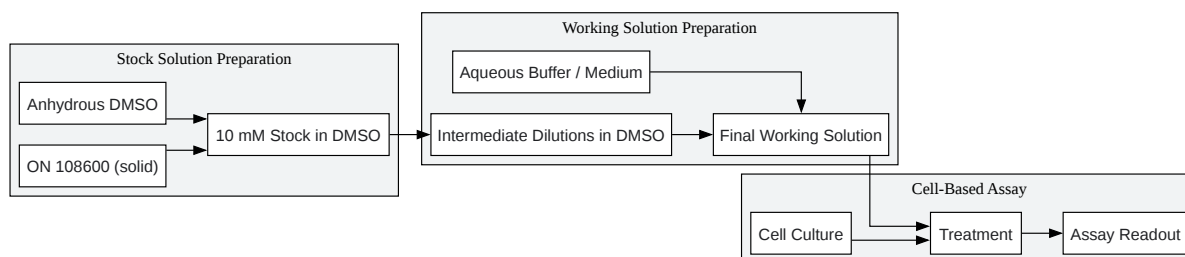 Stock Solution Preparation
Anhydrous DMSO
ON 108600 (solid)
10 mM Stock in DMSO
Working Solution Preparation
Aqueous Buffer / Medium
Intermediate Dilutions in DMSO
Final Working Solution
Cell-Based Assay
Cell Culture
Treatment
Assay Readout